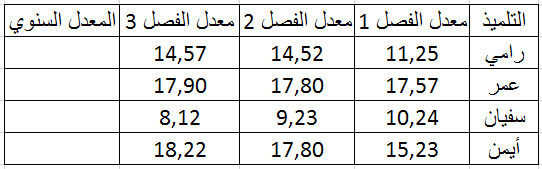 التلميذ معدل الفصل 1 معدل الفصل 2 معدل الفصل 3 المعدل السنوي
رامي 11,25 14,52 14,57
عمر 17,57 17,80 17,90
سفيان 10,24 9,23 8,12
أيمن 15,23 17,80 18,22